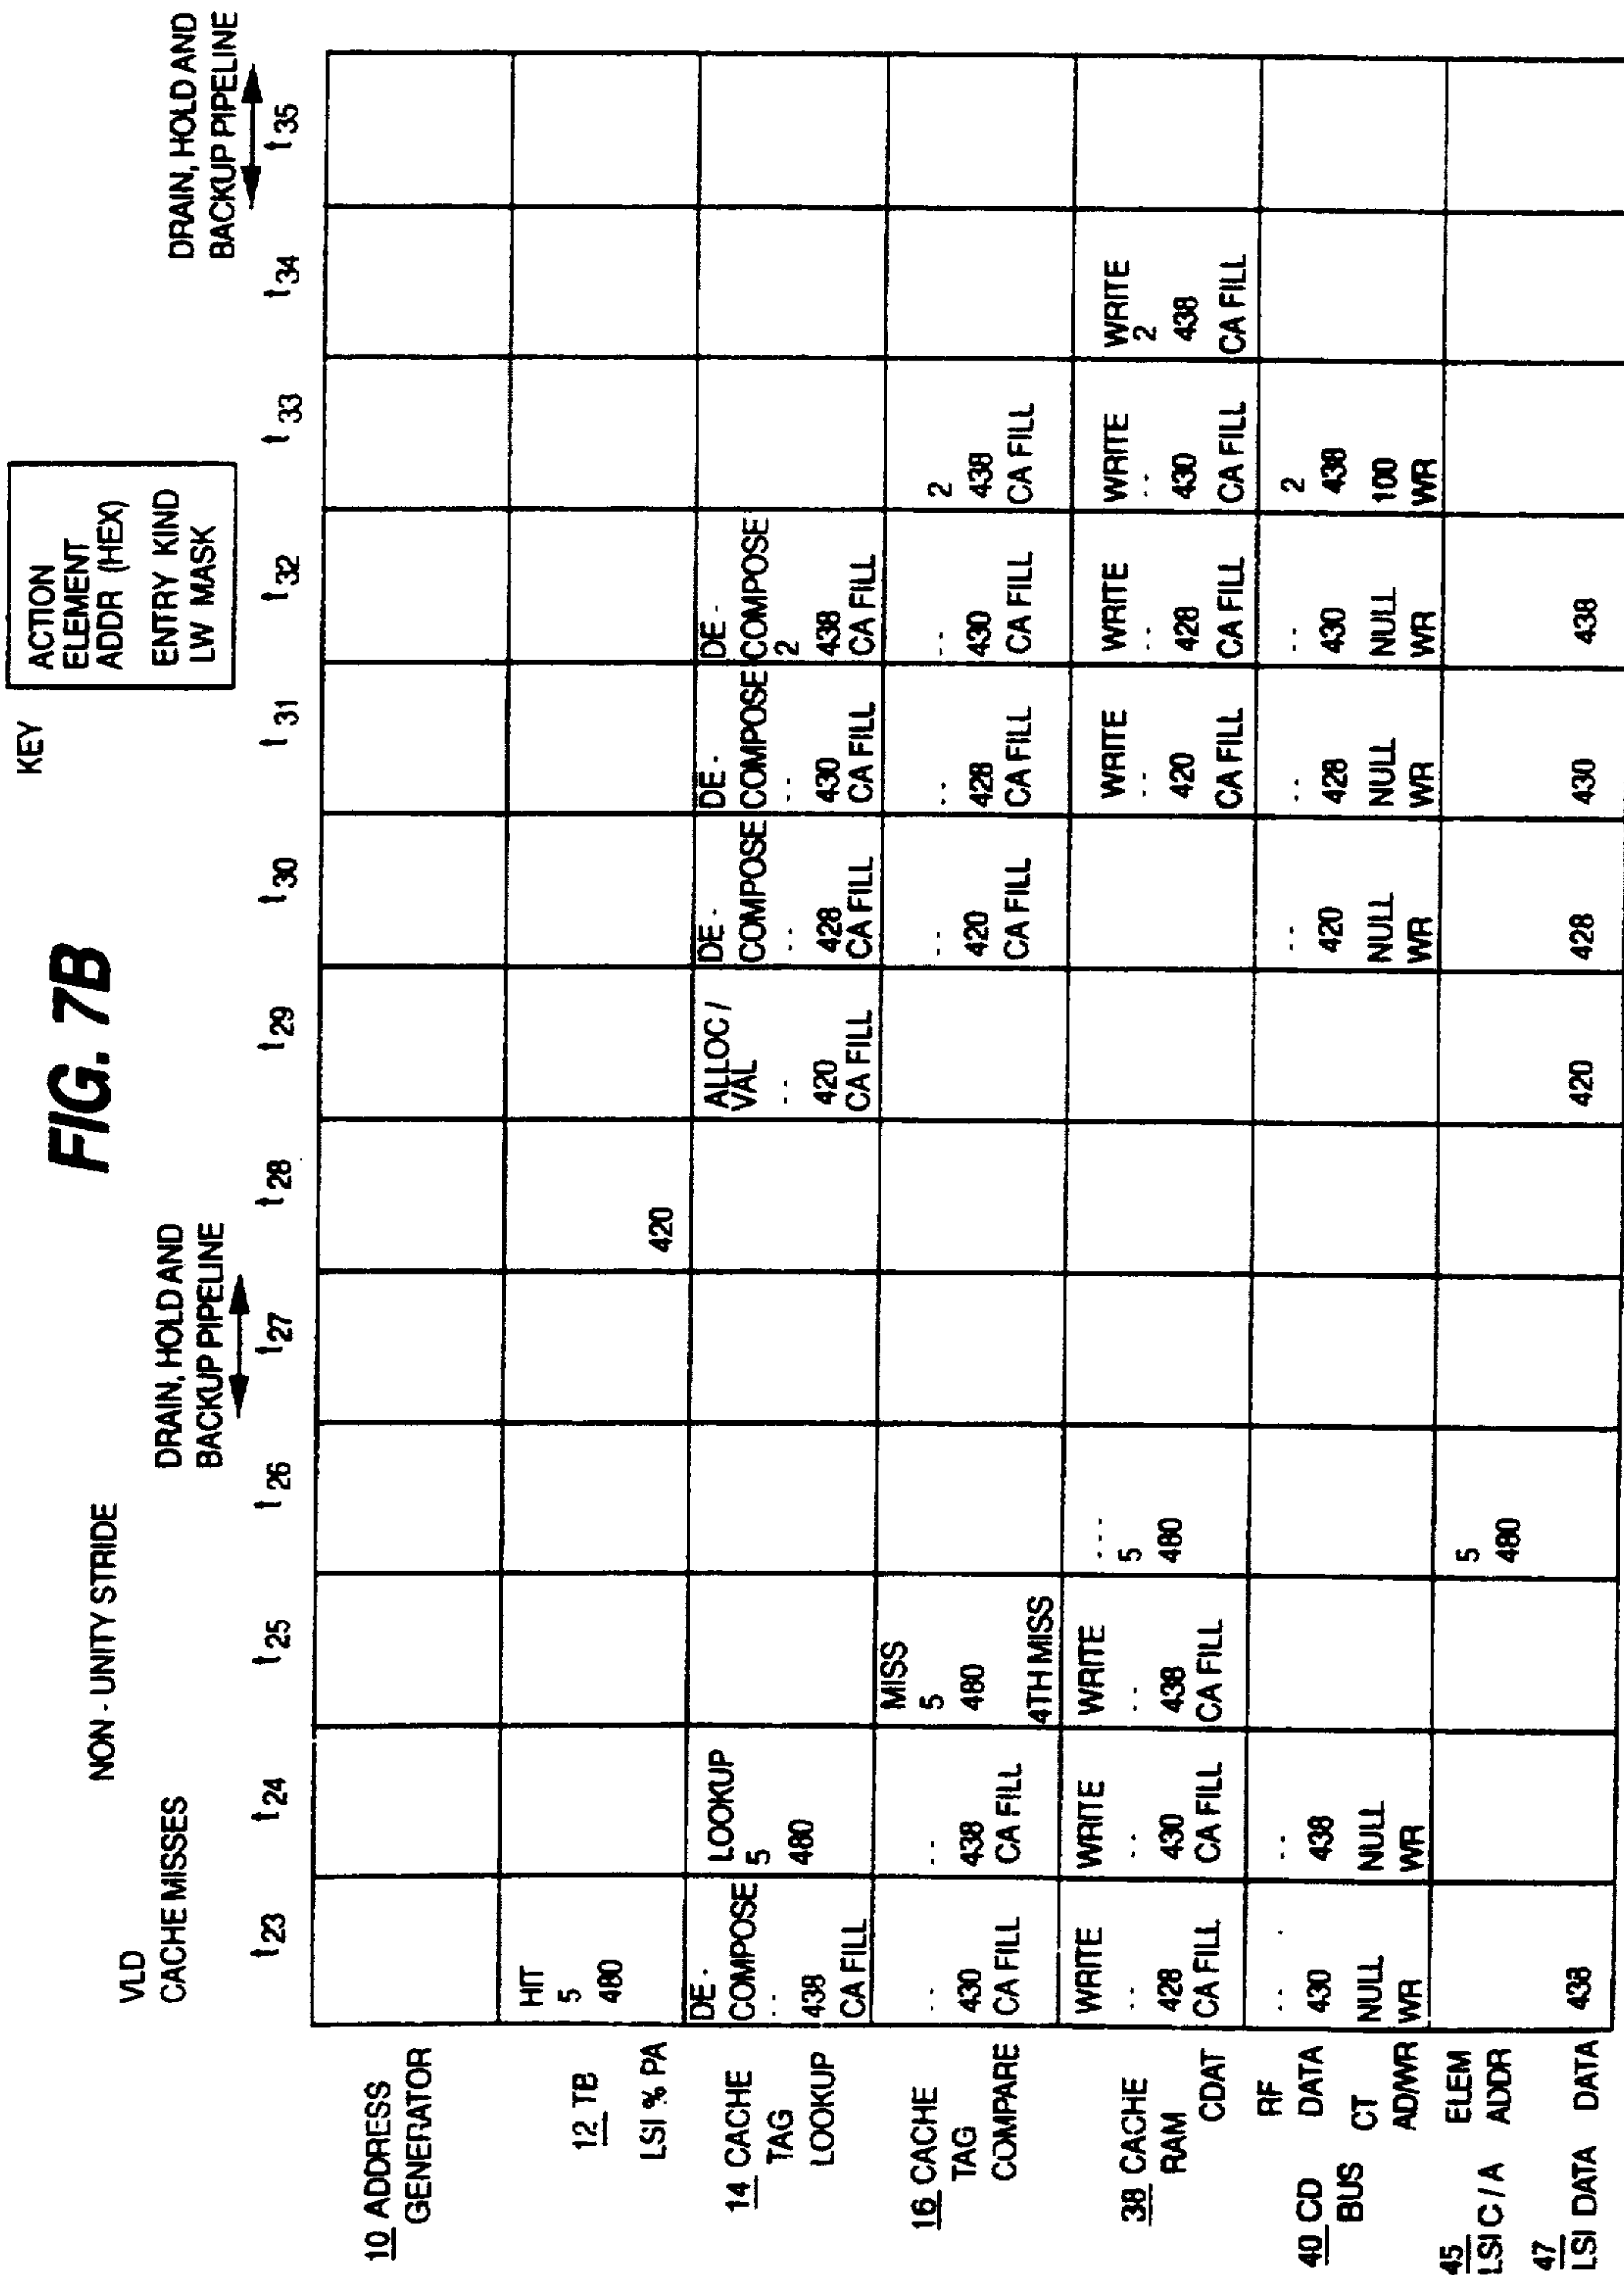 FIG. 7B
KEY
ACTION
ELEMENT
ADDR (HEX)
ENTRY KIND
LW MASK
VLD
NON - UNITY STRIDE
CACHE MISSES
DRAIN, HOLD AND
BACKUP PIPELINE
DRAIN, HOLD AND
BACKUP PIPELINE
t23 t24 t25 t26 t27 t28 t29 t30 t31 t32 t33 t34 t35
10 ADDRESS
GENERATOR
12 TB
LSI % PA
HIT
5
480
420
14 CACHE
TAG
LOOKUP
DE -
COMPOSE
..
438
CA FILL
LOOKUP
5
480
ALLOC /
VAL
..
420
CA FILL
DE -
COMPOSE
..
428
CA FILL
DE -
COMPOSE
..
430
CA FILL
DE -
COMPOSE
2
438
CA FILL
16 CACHE
TAG
COMPARE
..
430
CA FILL
..
438
CA FILL
MISS
5
480
4TH MISS
..
420
CA FILL
..
428
CA FILL
..
430
CA FILL
2
438
CA FILL
38 CACHE
RAM
CDAT
WRITE
..
428
CA FILL
WRITE
..
430
CA FILL
WRITE
..
438
CA FILL
...
5
480
WRITE
..
420
CA FILL
WRITE
..
428
CA FILL
WRITE
..
430
CA FILL
WRITE
2
438
CA FILL
40 CD
BUS
RF
DATA
CT
AD/WR
..
430
NULL
WR
..
438
NULL
WR
..
420
NULL
WR
..
428
NULL
WR
..
430
NULL
WR
2
438
100
WR
45
LSI C / A
ELEM
ADDR
5
480
47
LSI DATA DATA
438 420 428 430 438